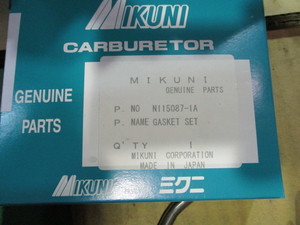 MIKUNI
CARBURETOR
GENUINE
PARTS
MIKUNI
GENUINE PARTS
P. NO N115087-1A
P. NAME GASKET SET
Q'TY 1
MIKUNI CORPORATION
MADE IN JAPAN
MIKUNI ミクニ